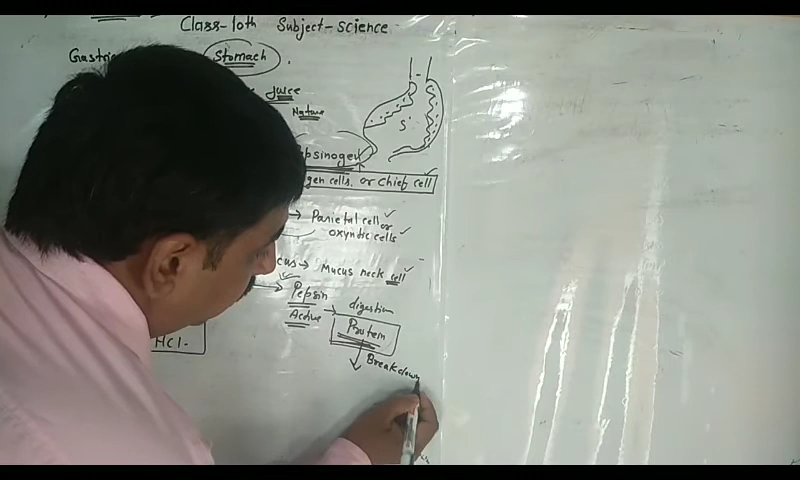 Class-10th Subject-science
Stomach.
Juice
Nature
S
gen cells. or Chief cell
→ Parietal cell ✓
or
oxyntic cells ✓
cus→ Mucus neck cell ✓
→ Pepsin
Active → digestion
Protein
HCl-
Breakdown